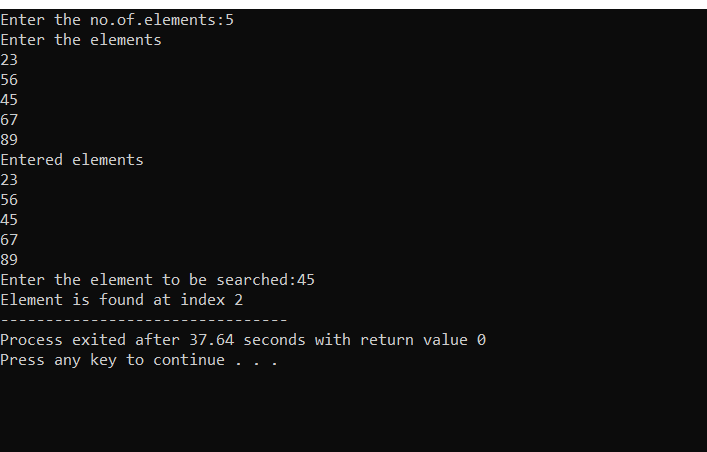 Enter the no.of.elements:5
Enter the elements
23
56
45
67
89
Entered elements
23
56
45
67
89
Enter the element to be searched:45
Element is found at index 2
--------------------------------
Process exited after 37.64 seconds with return value 0
Press any key to continue . . .